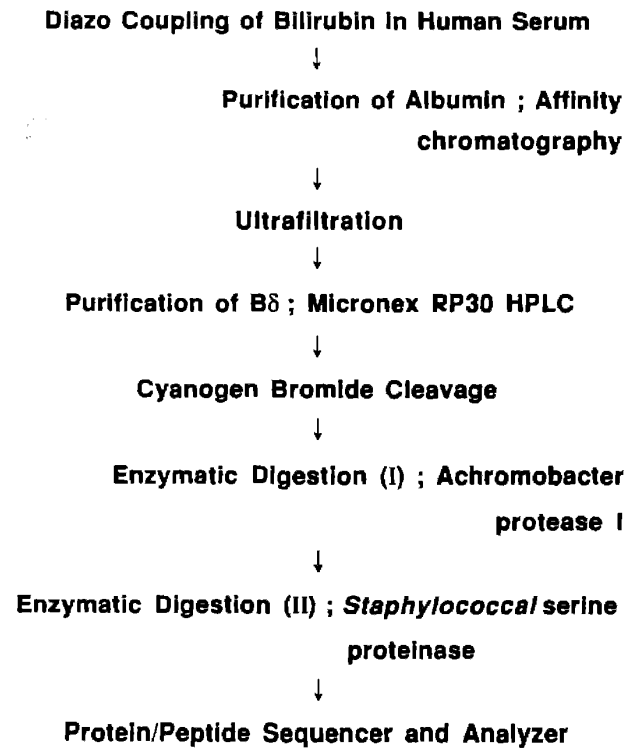 Diazo Coupling of Bilirubin in Human Serum
↓
Purification of Albumin ; Affinity
chromatography
↓
Ultrafiltration
↓
Purification of Bδ ; Micronex RP30 HPLC
↓
Cyanogen Bromide Cleavage
↓
Enzymatic Digestion (I) ; Achromobacter
protease I
↓
Enzymatic Digestion (II) ; Staphylococcal serine
proteinase
↓
Protein/Peptide Sequencer and Analyzer